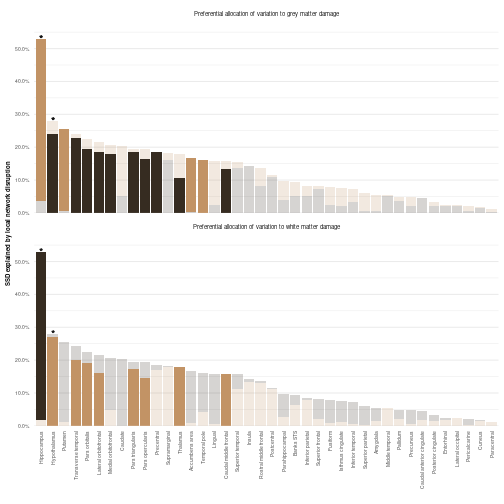 Preferential allocation of variation to grey matter damage
50.0%
40.0%
30.0%
20.0%
10.0%
0.0%
SSD explained by local network disruption
Preferential allocation of variation to white matter damage
50.0%
40.0%
30.0%
20.0%
10.0%
0.0%
Hippocampus
Hypothalamus
Putamen
Transverse temporal
Pars orbitalis
Lateral orbitofrontal
Medial orbitofrontal
Caudate
Pars triangularis
Pars opercularis
Precentral
Supramarginal
Thalamus
Accumbens area
Temporal pole
Lingual
Caudal middle frontal
Superior temporal
Insula
Rostral middle frontal
Postcentral
Parahippocampal
Banks STS
Inferior parietal
Superior frontal
Fusiform
Isthmus cingulate
Inferior temporal
Superior parietal
Amygdala
Middle temporal
Pallidum
Precuneus
Caudal anterior cingulate
Posterior cingulate
Entorhinal
Lateral occipital
Pericalcarine
Cuneus
Paracentral